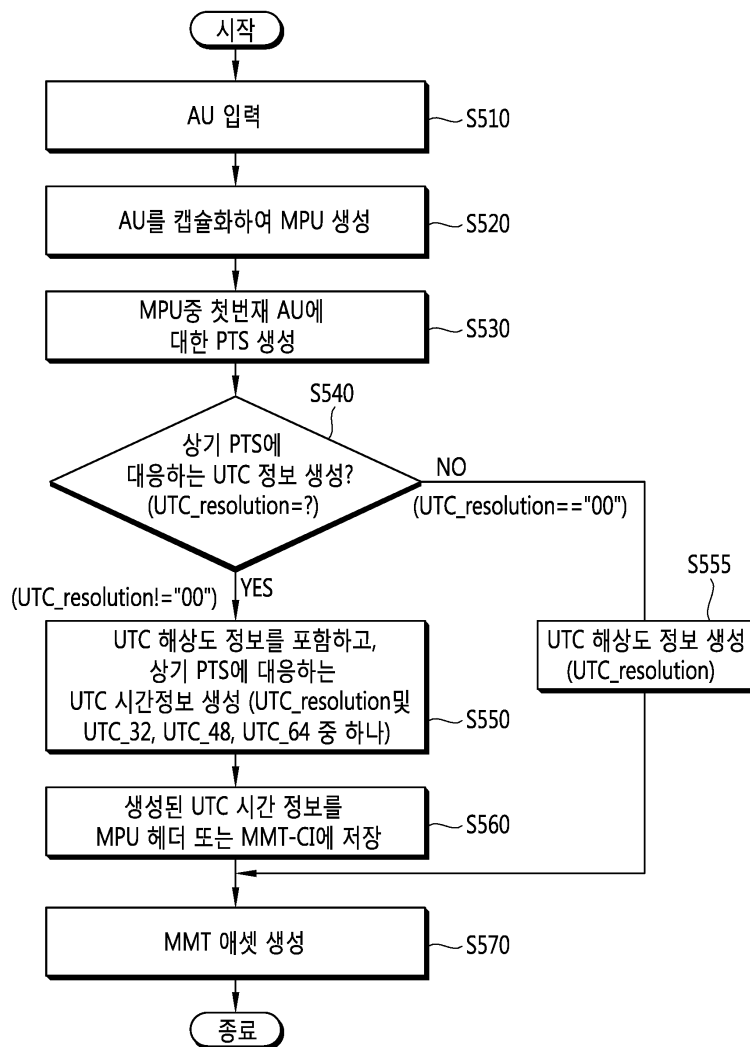 시작
AU 입력
S510
AU를 캡슐화하여 MPU 생성
S520
MPU중 첫번재 AU에
대한 PTS 생성
S530
S540
상기 PTS에
대응하는 UTC 정보 생성?
(UTC_resolution=?)
NO
(UTC_resolution=="00")
YES
(UTC_resolution!="00")
S555
UTC 해상도 정보 생성
(UTC_resolution)
UTC 해상도 정보를 포함하고,
상기 PTS에 대응하는
UTC 시간정보 생성 (UTC_resolution및
UTC_32, UTC_48, UTC_64 중 하나)
S550
생성된 UTC 시간 정보를
MPU 헤더 또는 MMT-CI에 저장
S560
MMT 애셋 생성
S570
종료